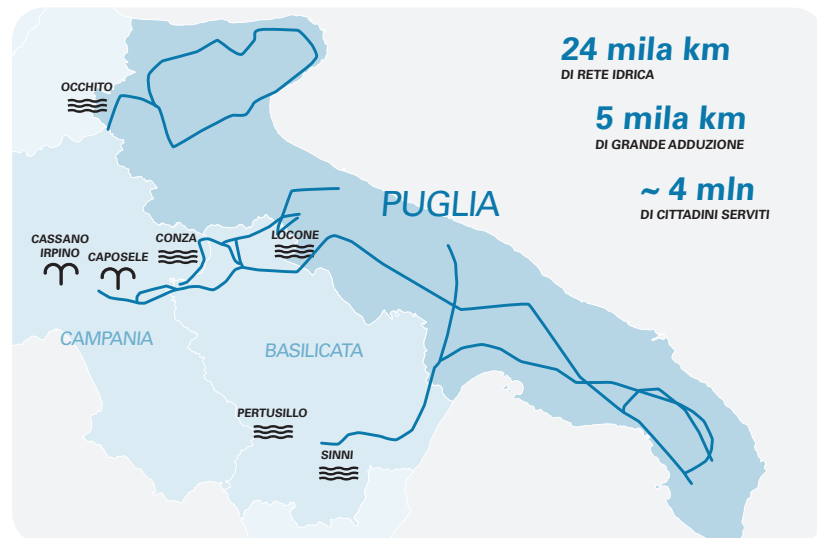 24 mila km
DI RETE IDRICA
5 mila km
DI GRANDE ADDUZIONE
~ 4 mln
DI CITTADINI SERVITI
OCCHITO
PUGLIA
CASSANO
IRPINO
CAPOSELE
CONZA
LOCONE
CAMPANIA
BASILICATA
PERTUSILLO
SINNI